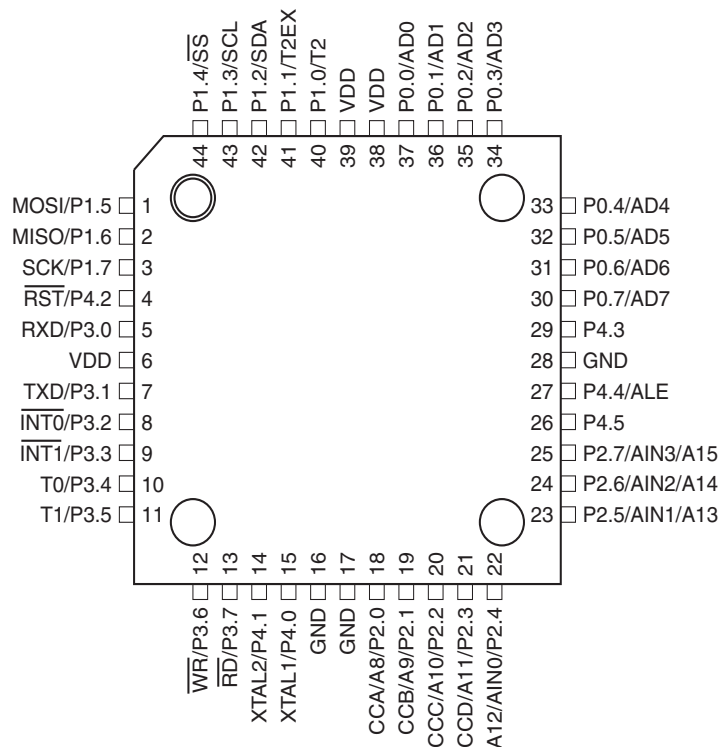 P1.4/S̅S̅
P1.3/SCL
P1.2/SDA
P1.1/T2EX
P1.0/T2
VDD
VDD
P0.0/AD0
P0.1/AD1
P0.2/AD2
P0.3/AD3
44 43 42 41 40 39 38 37 36 35 34
MOSI/P1.5 1
MISO/P1.6 2
SCK/P1.7 3
R̅S̅T̅/P4.2 4
RXD/P3.0 5
VDD 6
TXD/P3.1 7
I̅N̅T̅0̅/P3.2 8
I̅N̅T̅1̅/P3.3 9
T0/P3.4 10
T1/P3.5 11
33 P0.4/AD4
32 P0.5/AD5
31 P0.6/AD6
30 P0.7/AD7
29 P4.3
28 GND
27 P4.4/ALE
26 P4.5
25 P2.7/AIN3/A15
24 P2.6/AIN2/A14
23 P2.5/AIN1/A13
12 13 14 15 16 17 18 19 20 21 22
W̅R̅/P3.6
R̅D̅/P3.7
XTAL2/P4.1
XTAL1/P4.0
GND
GND
CCA/A8/P2.0
CCB/A9/P2.1
CCC/A10/P2.2
CCD/A11/P2.3
A12/AIN0/P2.4